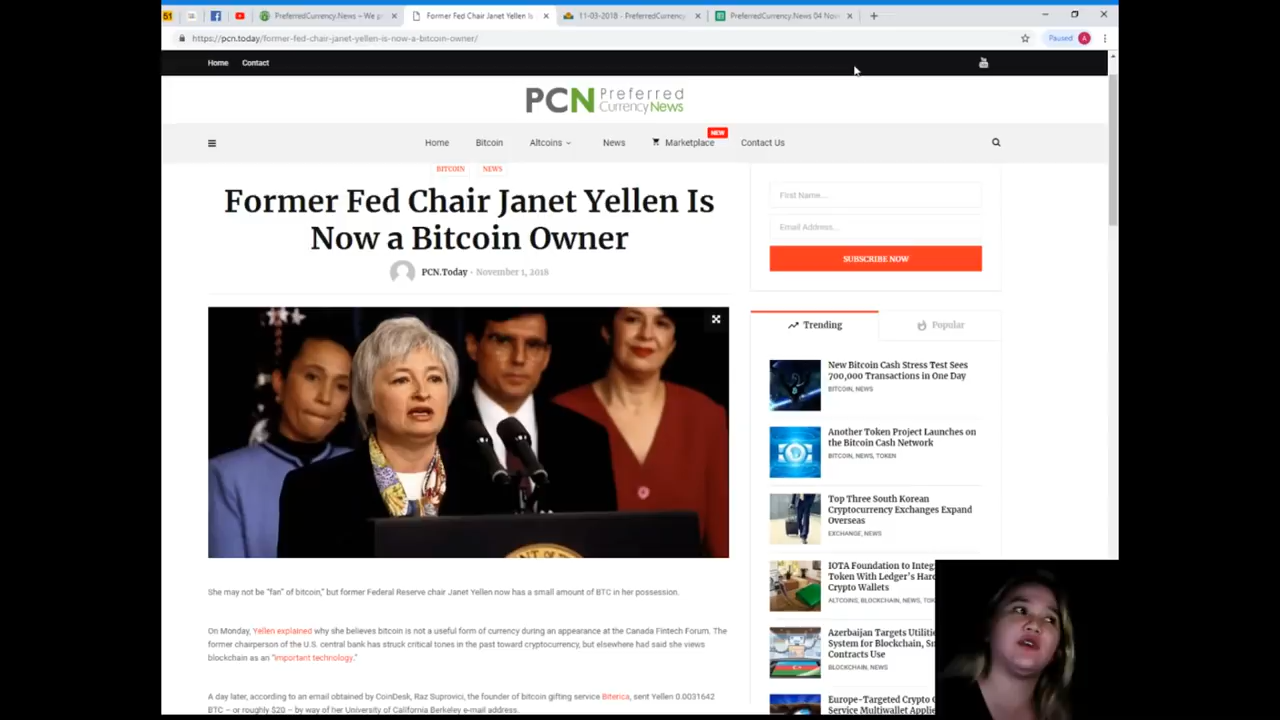 51
PreferredCurrency.News – We pr
Former Fed Chair Janet Yellen Is
11-03-2018 - PreferredCurrency
PreferredCurrency.News 04 Nov
https://pcn.today/former-fed-chair-janet-yellen-is-now-a-bitcoin-owner/
Paused
A
Home
Contact
You
PCN Preferred
Currency News
Home
Bitcoin
Altcoins
News
Marketplace
NEW
Contact Us
BITCOIN
NEWS
Former Fed Chair Janet Yellen Is
Now a Bitcoin Owner
PCN.Today - November 1, 2018
She may not be "fan" of bitcoin," but former Federal Reserve chair Janet Yellen now has a small amount of BTC in her possession.
On Monday, Yellen explained why she believes bitcoin is not a useful form of currency during an appearance at the Canada Fintech Forum. The
former chairperson of the U.S. central bank has struck critical tones in the past toward cryptocurrency, but elsewhere had said she views
blockchain as an "important technology."
A day later, according to an email obtained by CoinDesk, Raz Suprovici, the founder of bitcoin gifting service Biterica, sent Yellen 0.0031642
BTC – or roughly $20 – by way of her University of California Berkeley e-mail address.
First Name...
Email Address...
SUBSCRIBE NOW
Trending
Popular
New Bitcoin Cash Stress Test Sees
700,000 Transactions in One Day
BITCOIN, NEWS
Another Token Project Launches on
the Bitcoin Cash Network
BITCOIN, NEWS, TOKEN
Top Three South Korean
Cryptocurrency Exchanges Expand
Overseas
EXCHANGE, NEWS
IOTA Foundation to Integ
Token With Ledger's Hard
Crypto Wallets
ALTCOINS, BLOCKCHAIN, NEWS, TOK
Azerbaijan Targets Utilitie
System for Blockchain, Sm
Contracts Use
BLOCKCHAIN, NEWS
Europe-Targeted Crypto
Service Multiwallet Applie